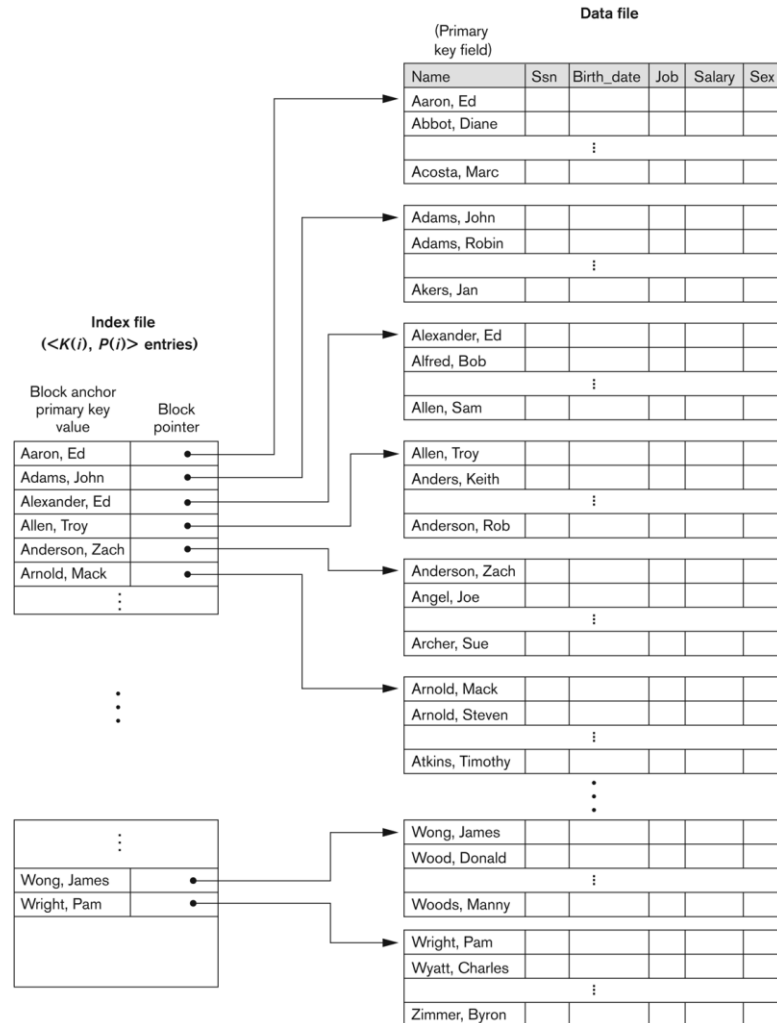 Data file
(Primary
key field)
Name Ssn Birth_date Job Salary Sex
Aaron, Ed
Abbot, Diane
⋮
Acosta, Marc
Adams, John
Adams, Robin
⋮
Akers, Jan
Alexander, Ed
Alfred, Bob
⋮
Allen, Sam
Allen, Troy
Anders, Keith
⋮
Anderson, Rob
Anderson, Zach
Angel, Joe
⋮
Archer, Sue
Arnold, Mack
Arnold, Steven
⋮
Atkins, Timothy
⋮
Wong, James
Wood, Donald
⋮
Woods, Manny
Wright, Pam
Wyatt, Charles
⋮
Zimmer, Byron
Index file
(<K(i), P(i)> entries)
Block anchor
primary key
value
Block
pointer
Aaron, Ed
Adams, John
Alexander, Ed
Allen, Troy
Anderson, Zach
Arnold, Mack
⋮
⋮
⋮
Wong, James
Wright, Pam